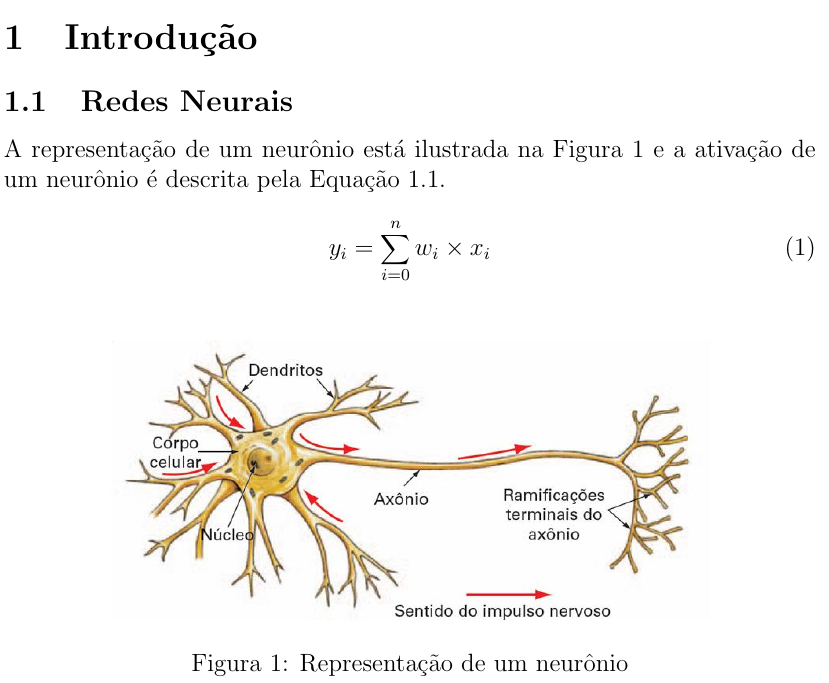 1 Introdução
1.1 Redes Neurais
A representação de um neurônio está ilustrada na Figura 1 e a ativação de
um neurônio é descrita pela Equação 1.1.
$y_i = \sum_{i=0}^{n} w_i \times x_i$ (1)
Dendritos
Corpo
celular
Axônio
Núcleo
Ramificações
terminais do
axônio
Sentido do impulso nervoso
Figura 1: Representação de um neurônio